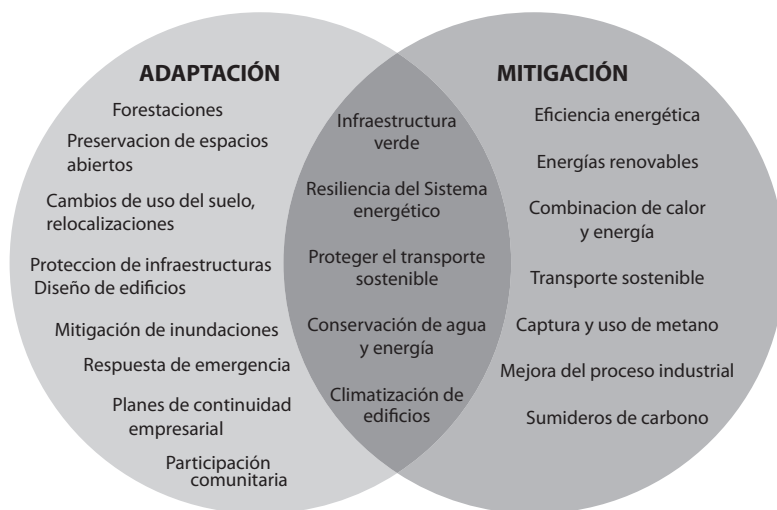 ADAPTACIÓN
Forestaciones
Preservacion de espacios
abiertos
Cambios de uso del suelo,
relocalizaciones
Proteccion de infraestructuras
Diseño de edificios
Mitigación de inundaciones
Respuesta de emergencia
Planes de continuidad
empresarial
Participación
comunitaria
Infraestructura
verde
Resiliencia del Sistema
energético
Proteger el transporte
sostenible
Conservación de agua
y energía
Climatización de
edificios
MITIGACIÓN
Eficiencia energética
Energías renovables
Combinacion de calor
y energía
Transporte sostenible
Captura y uso de metano
Mejora del proceso industrial
Sumideros de carbono